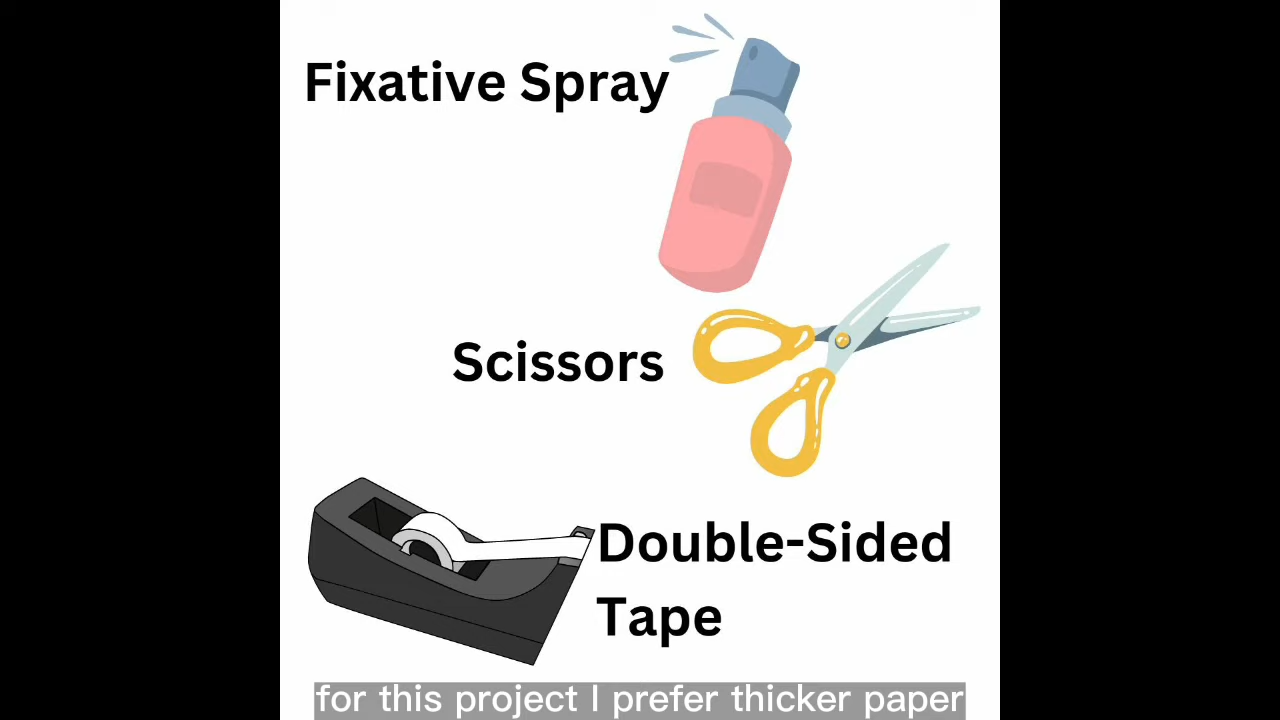 Fixative Spray
Scissors
Double-Sided
Tape
for this project I prefer thicker paper